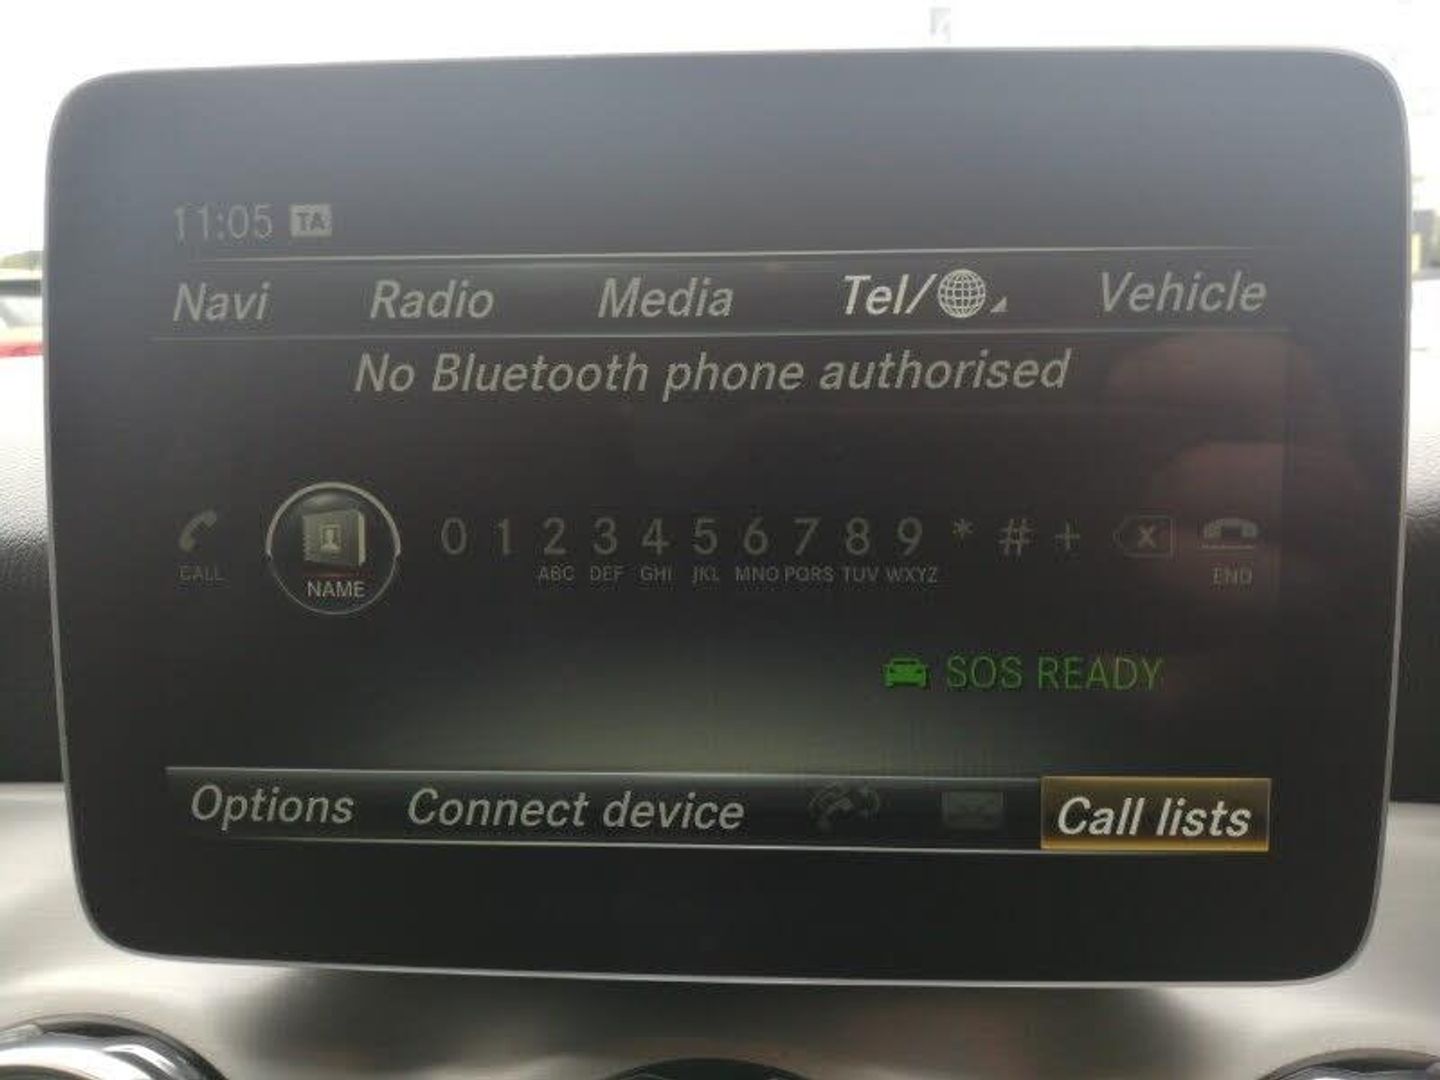 11:05 TA
Navi Radio Media Tel/ Vehicle
No Bluetooth phone authorised
0 1 2 3 4 5 6 7 8 9 * # +
CALL NAME ABC DEF GHI JKL MNO PQRS TUV WXYZ END
SOS READY
Options Connect device Call lists